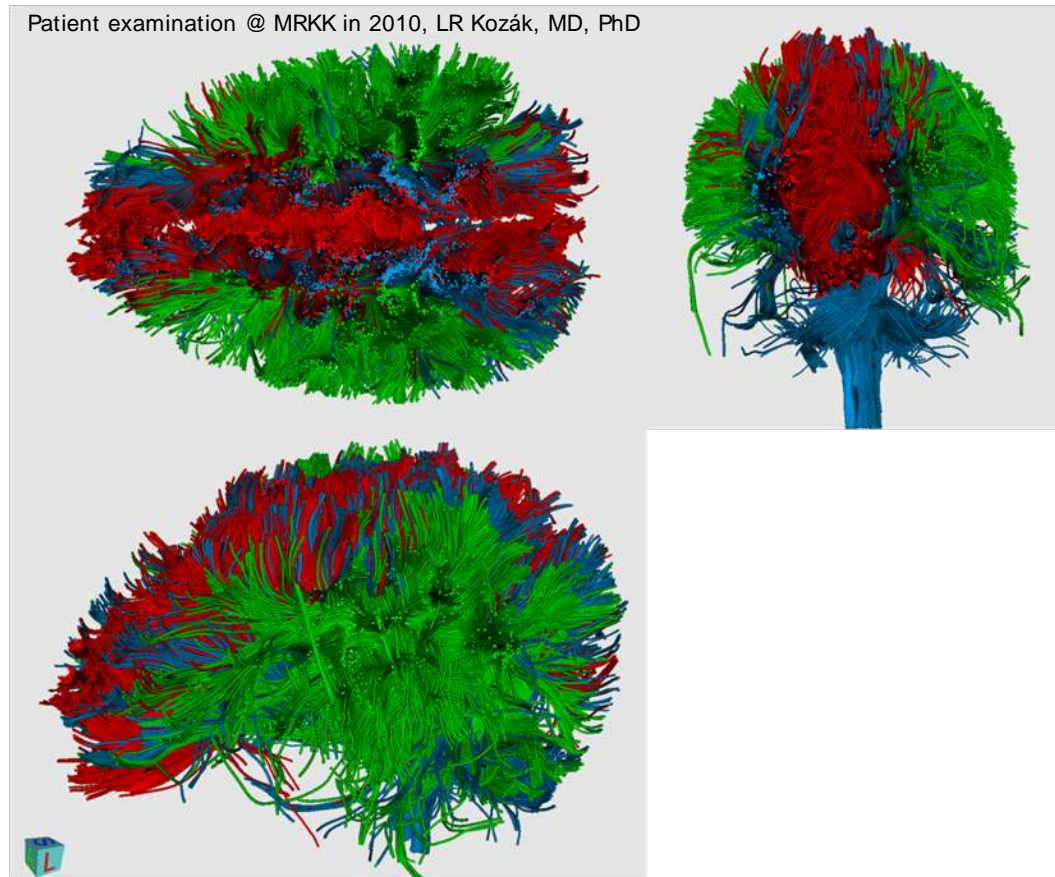 Patient examination @ MRKK in 2010, LR Kozák, MD, PhD
S
L